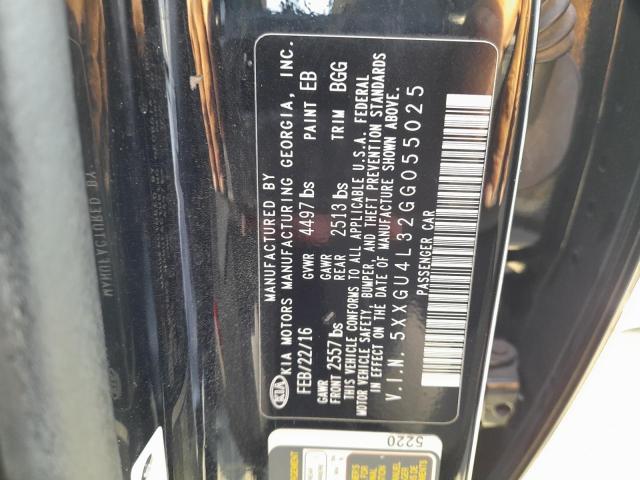 MANUFACTURED BY
KIA KIA MOTORS MANUFACTURING GEORGIA, INC.
FEB/22/16 GVWR 4497 lbs PAINT EB
GAWR FRONT 2557 lbs GAWR REAR 2513 lbs TRIM BGG
THIS VEHICLE CONFORMS TO ALL APPLICABLE U.S.A. FEDERAL
MOTOR VEHICLE SAFETY, BUMPER, AND THEFT PREVENTION STANDARDS
IN EFFECT ON THE DATE OF MANUFACTURE SHOWN ABOVE.
V.I.N. 5XXGU4L32GG055025
PASSENGER CAR
5220